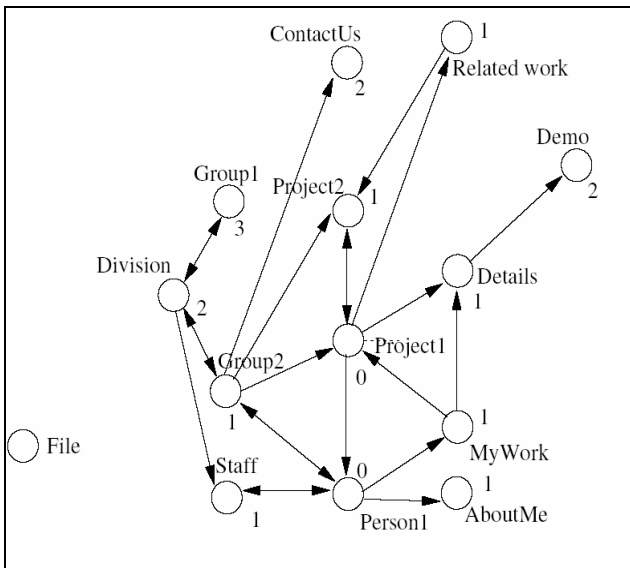 ContactUs
2
1
Related work
Demo
2
Group1
3
Project2
1
Division
2
Details
1
Group2
1
Project1
0
File
Staff
1
0
Person1
1
MyWork
1
AboutMe